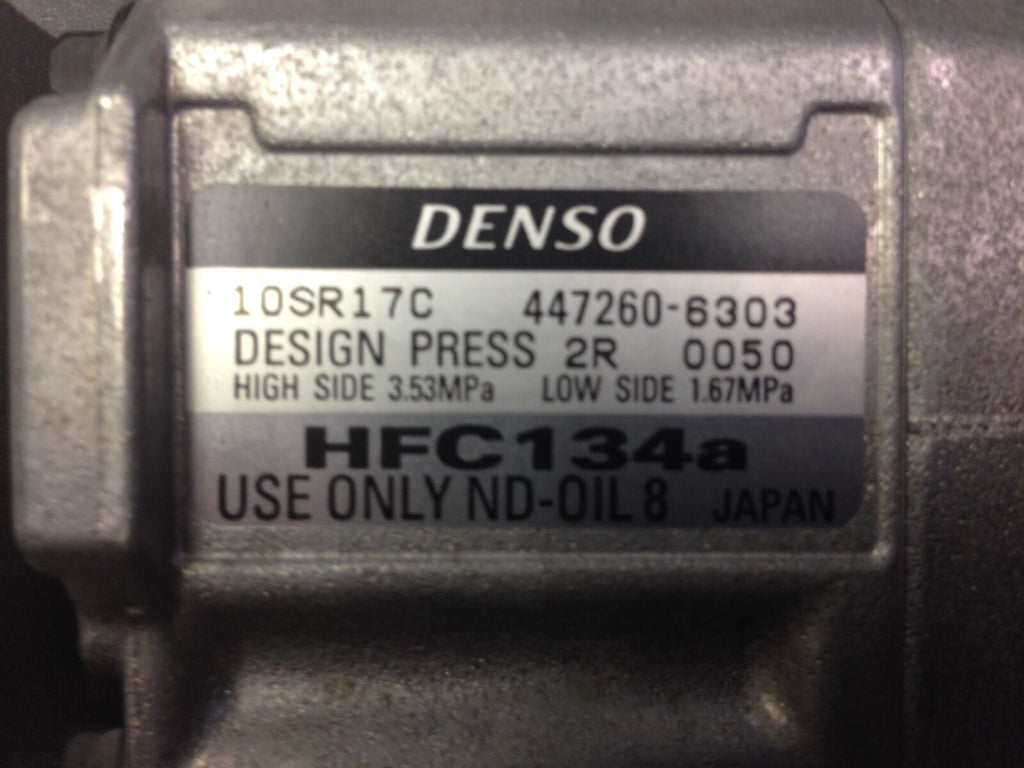 DENSO
10SR17C 447260-6303
DESIGN PRESS 2R 0050
HIGH SIDE 3.53MPa LOW SIDE 1.67MPa
HFC134a
USE ONLY ND-OIL 8 JAPAN